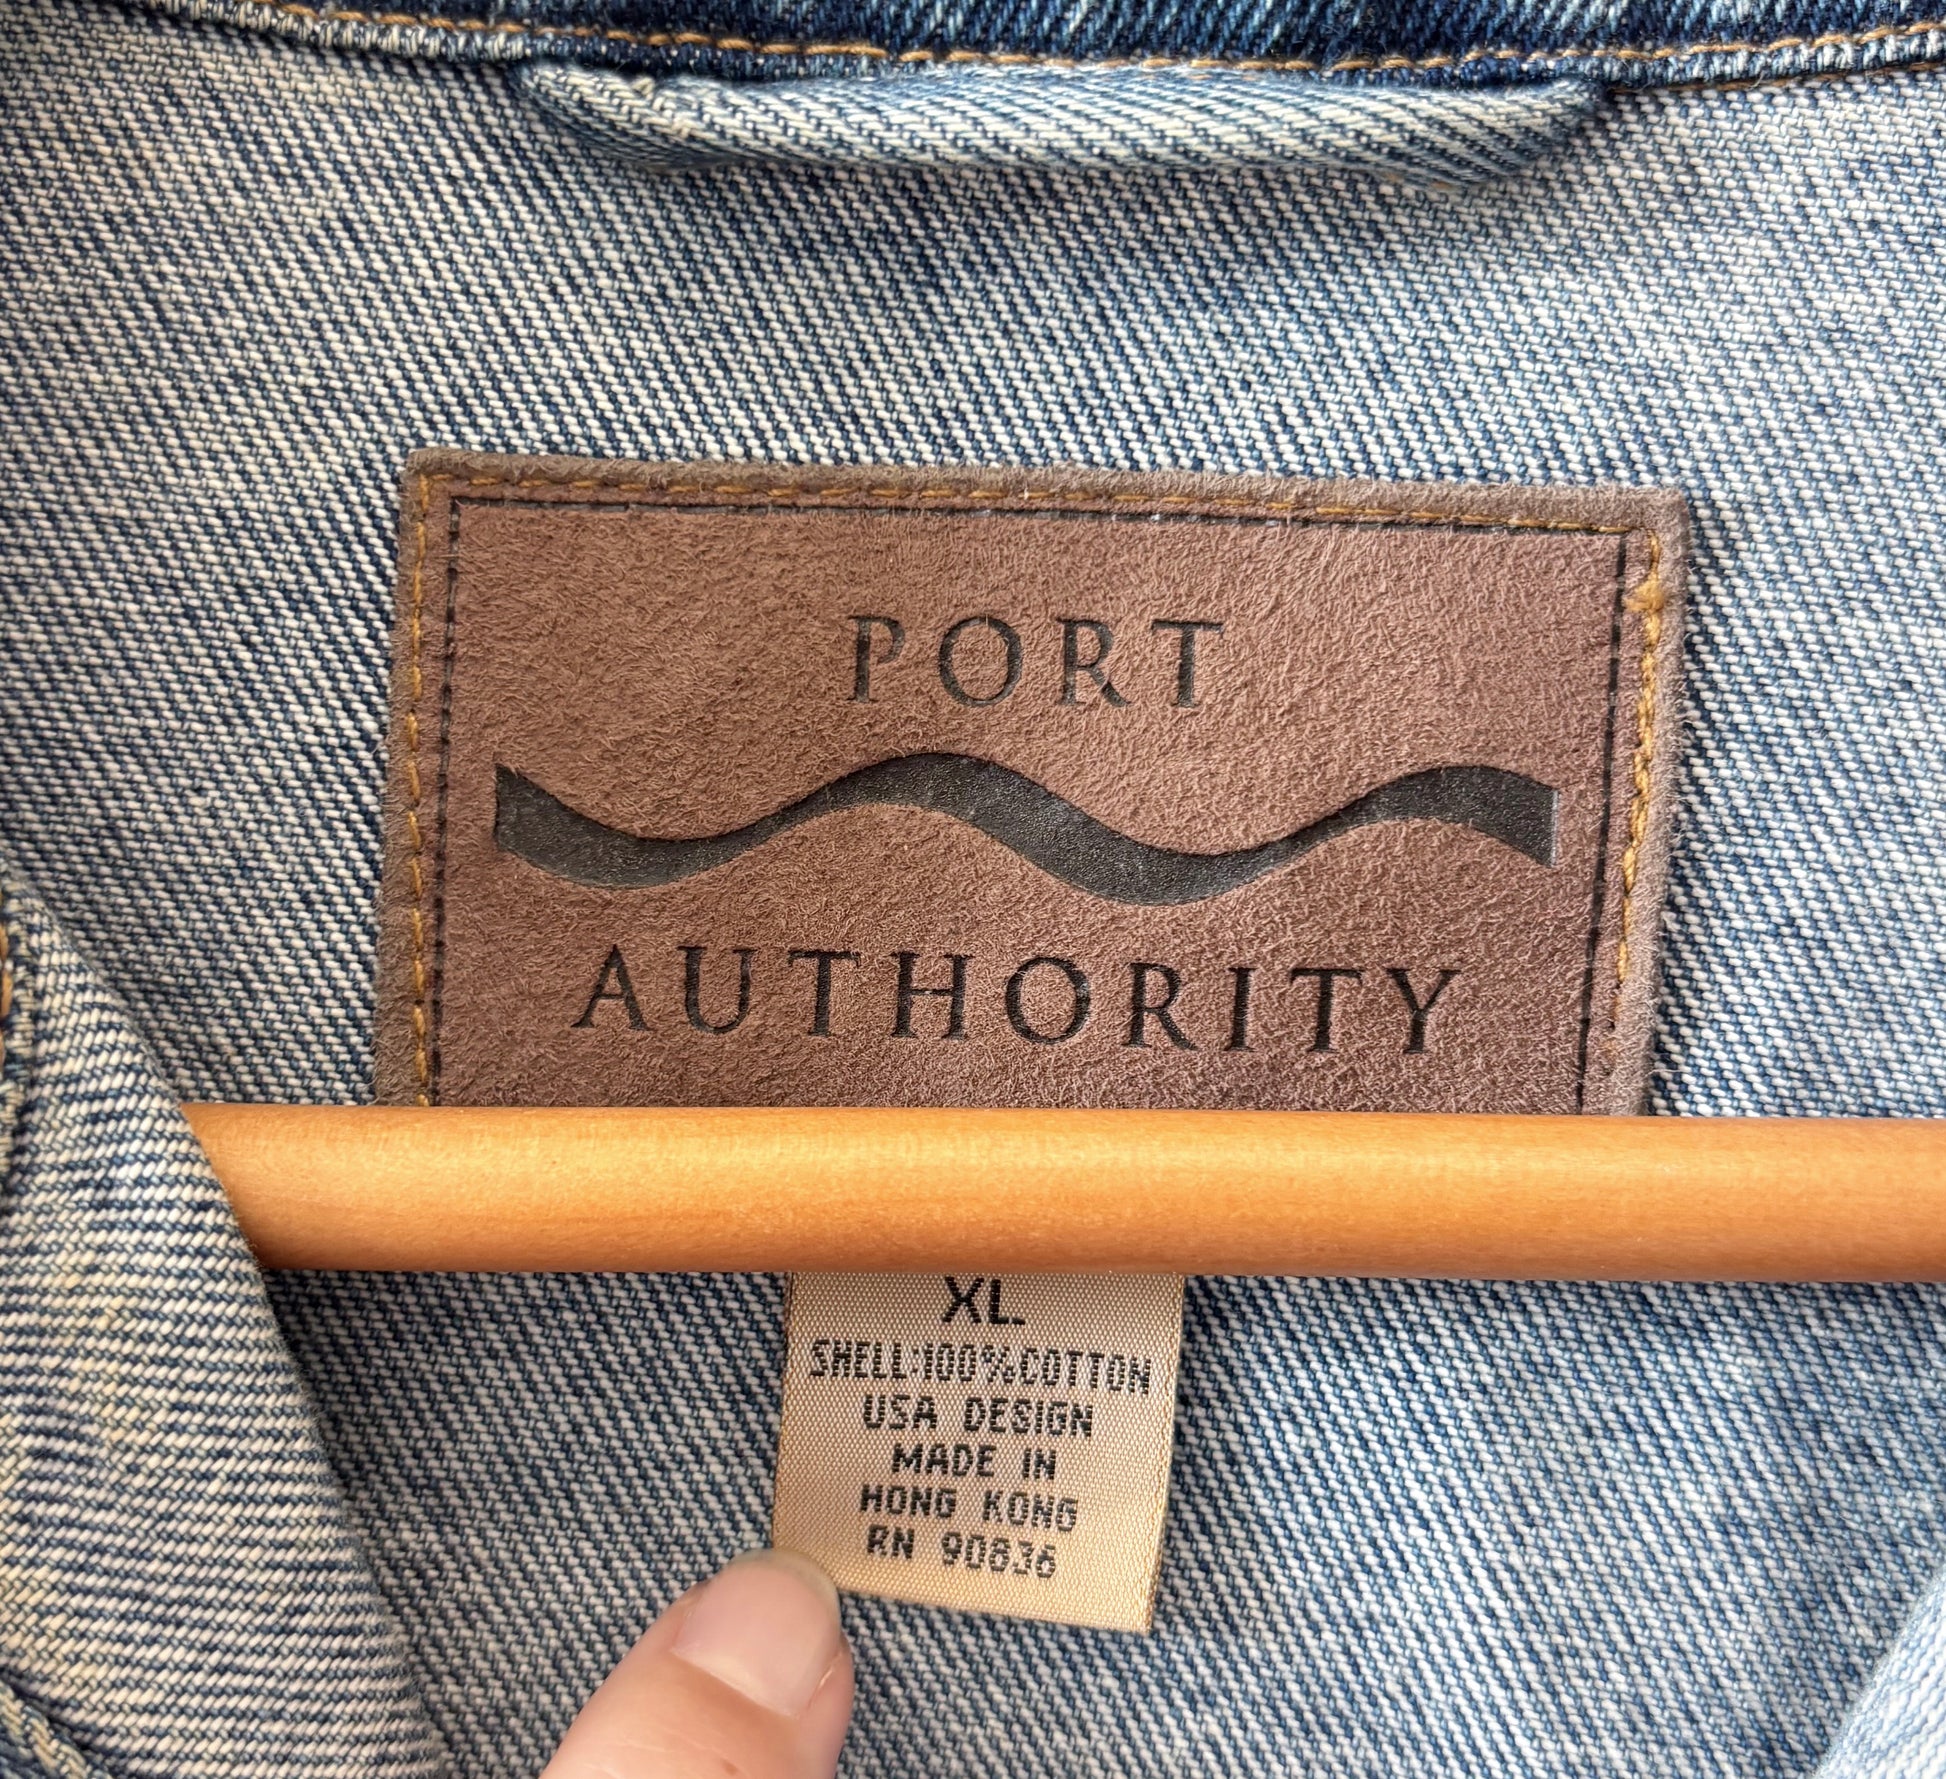 PORT
AUTHORITY
XL
SHELL:100%COTTON
USA DESIGN
MADE IN
HONG KONG
RN 90836